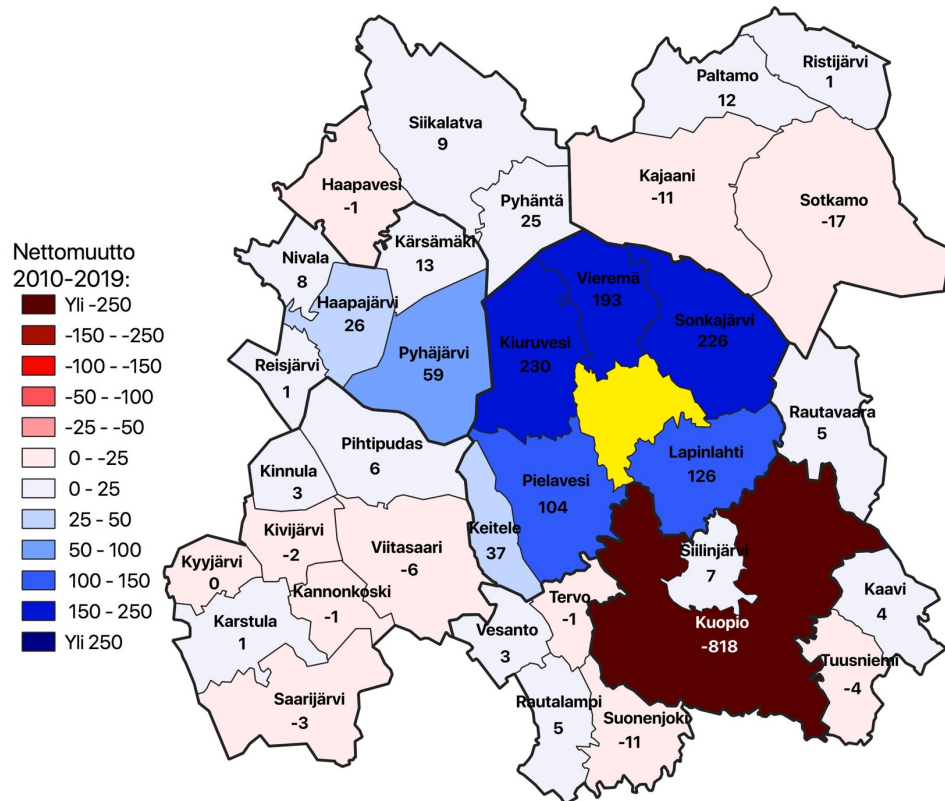 Ristijärvi
1
Paltamo
12
Siikalatva
9
Kajaani
-11
Haapavesi
-1
Sotkamo
-17
Pyhäntä
25
Kärsämäki
13
Nivala
8
Nettomuutto
2010-2019:
Yli -250
-150 - -250
-100 - -150
-50 - -100
-25 - -50
0 - -25
0 - 25
25 - 50
50 - 100
100 - 150
150 - 250
Yli 250
Vieremä
193
Haapajärvi
26
Sonkajärvi
226
Kiuruvesi
230
Pyhäjärvi
59
Reisjärvi
1
Rautavaara
5
Pihtipudas
6
Lapinlahti
126
Kinnula
3
Pielavesi
104
Keitele
37
Kivijärvi
-2
Viitasaari
-6
Siilinjärvi
7
Kyyjärvi
0
Kannonkoski
-1
Kaavi
4
Tervo
-1
Karstula
1
Kuopio
-818
Vesanto
3
Tuusniemi
-4
Saarijärvi
-3
Rautalampi
5
Suonenjoki
-11